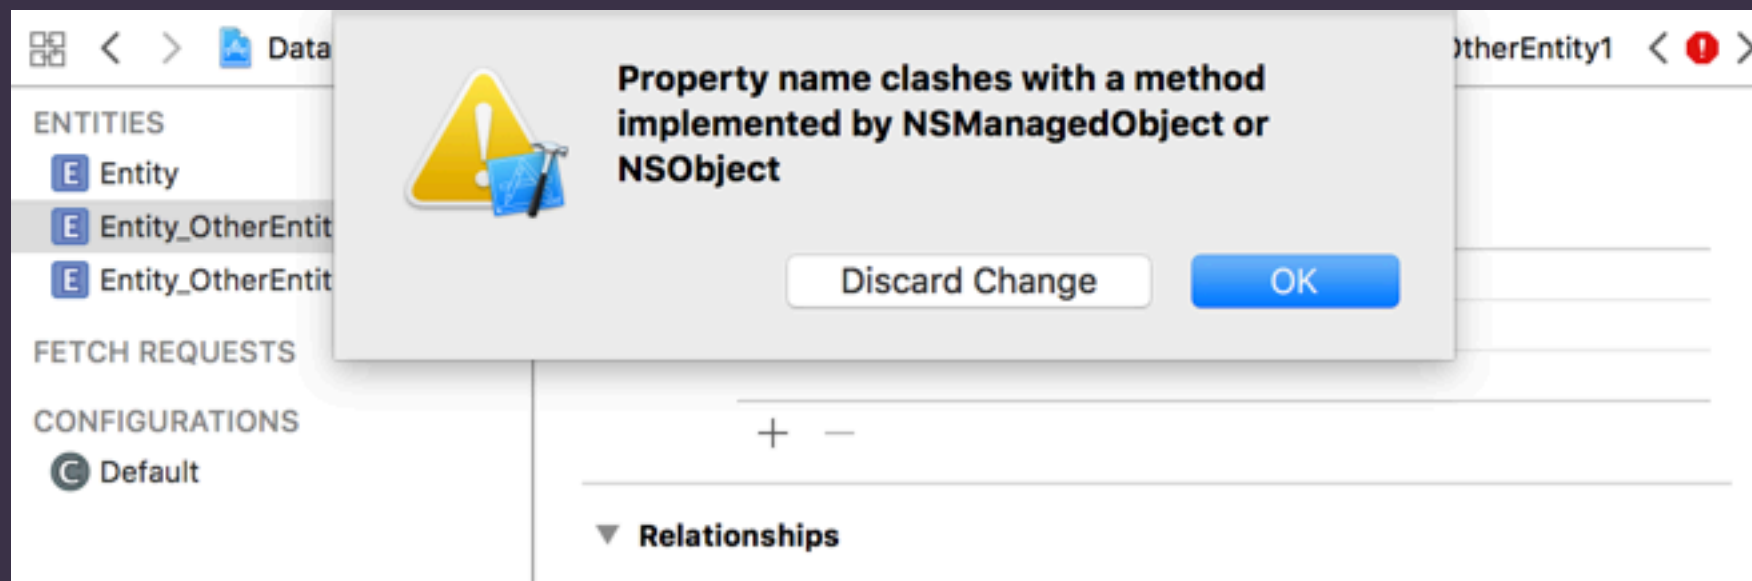 Data
OtherEntity1
Property name clashes with a method
implemented by NSManagedObject or
NSObject
Discard Change
OK
ENTITIES
E Entity
E Entity_OtherEntit
E Entity_OtherEntit
FETCH REQUESTS
CONFIGURATIONS
C Default
Relationships